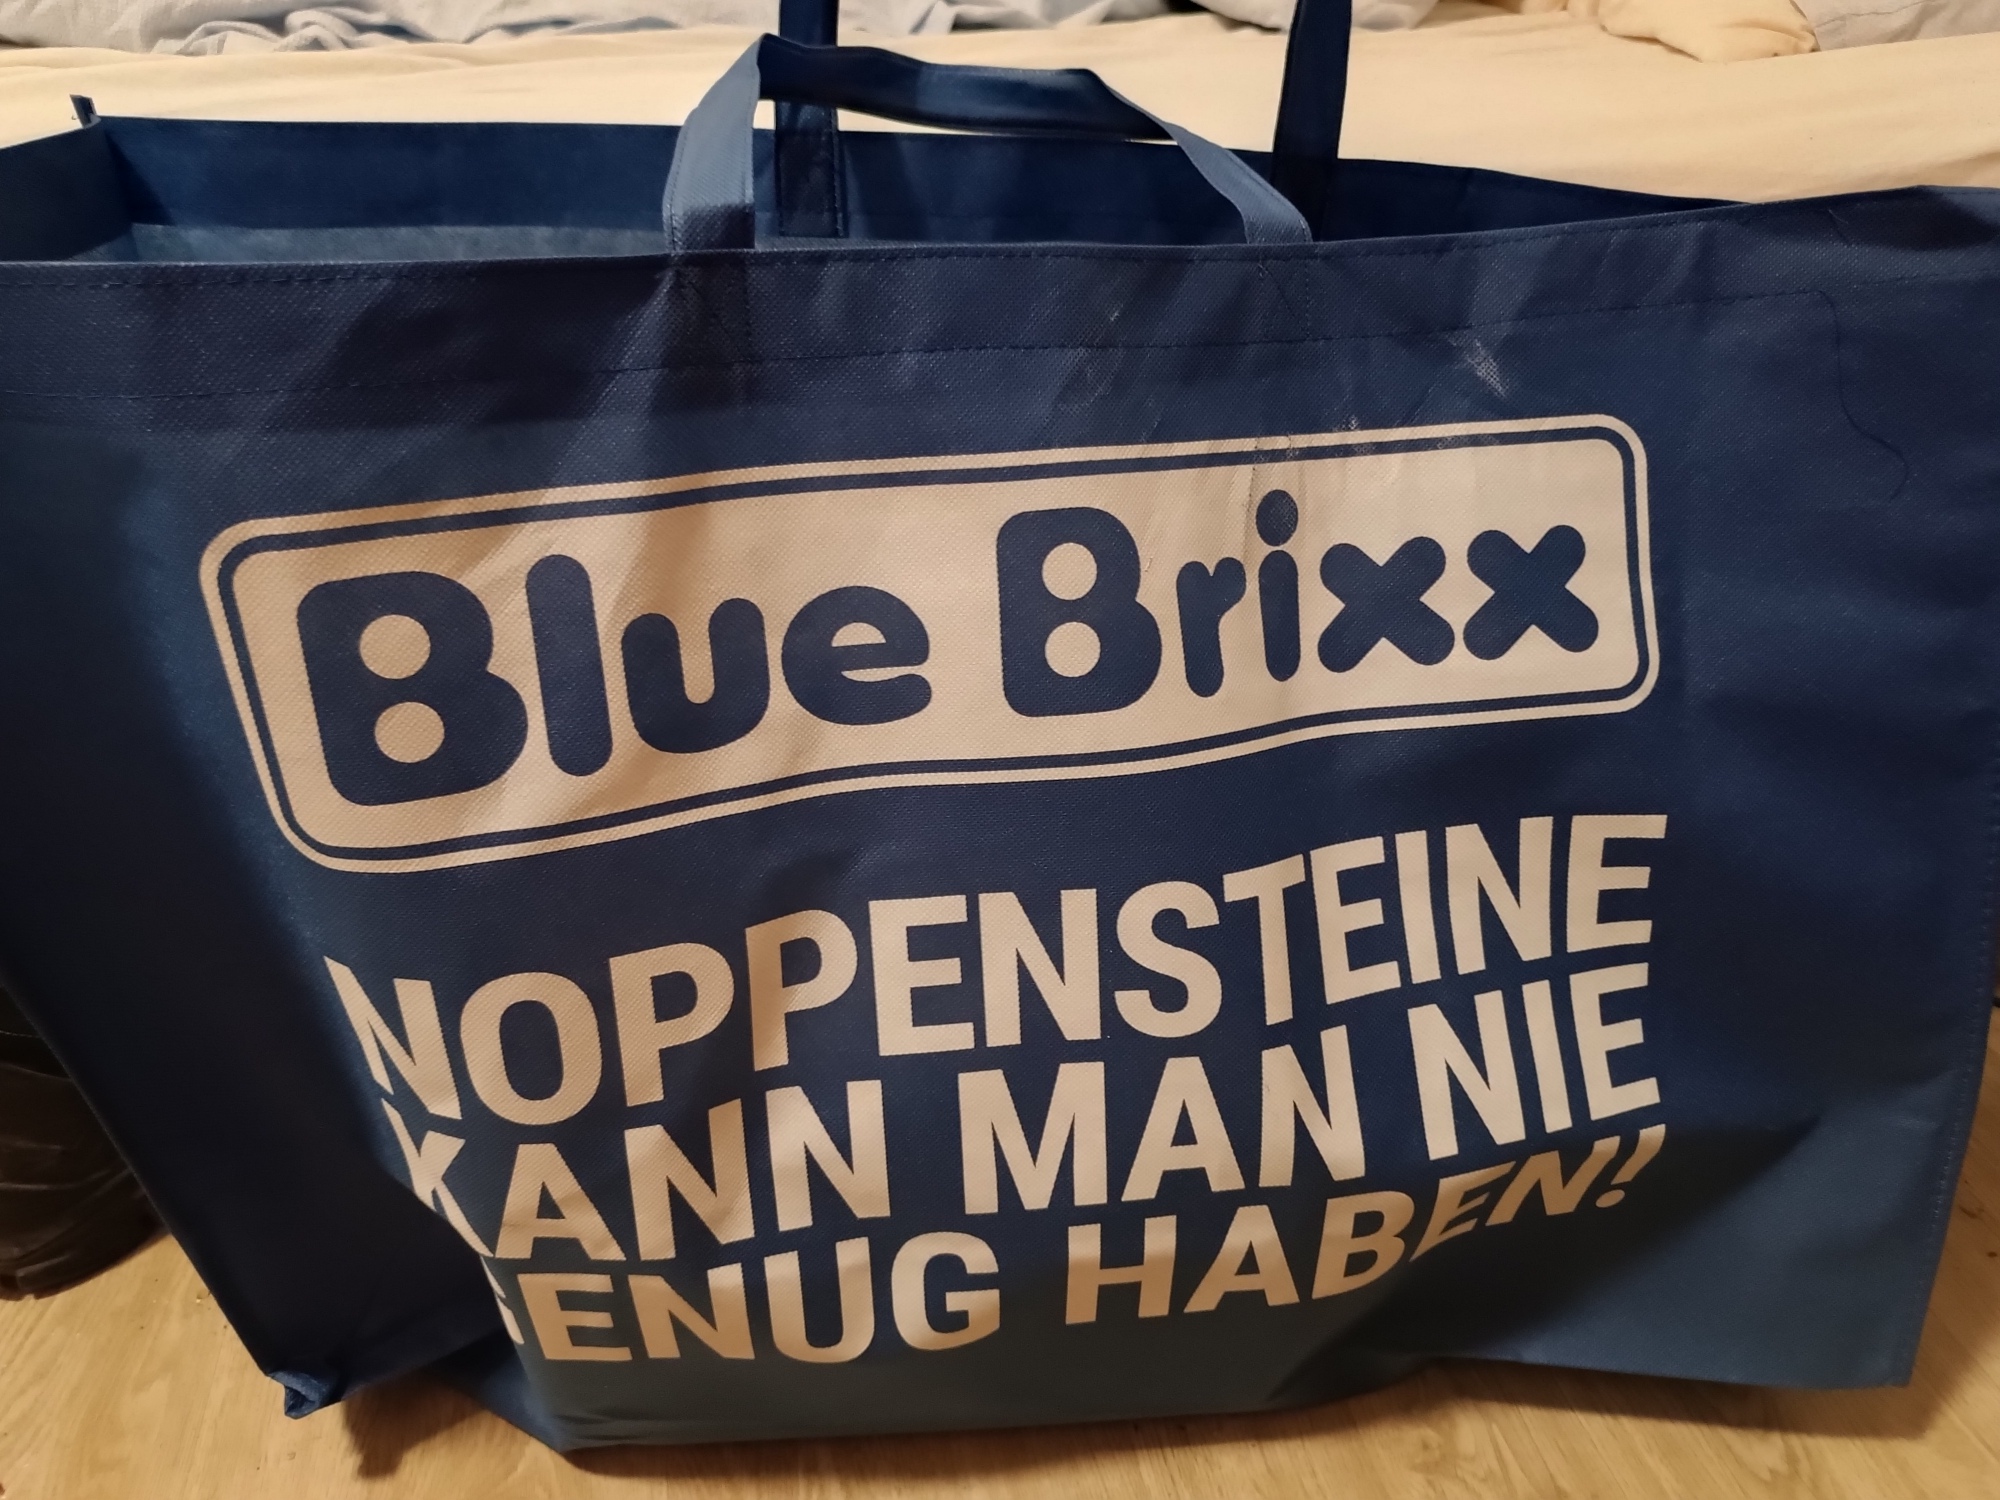 Blue Brixx
NOPPENSTEINE
KANN MAN NIE
GENUG HABEN!